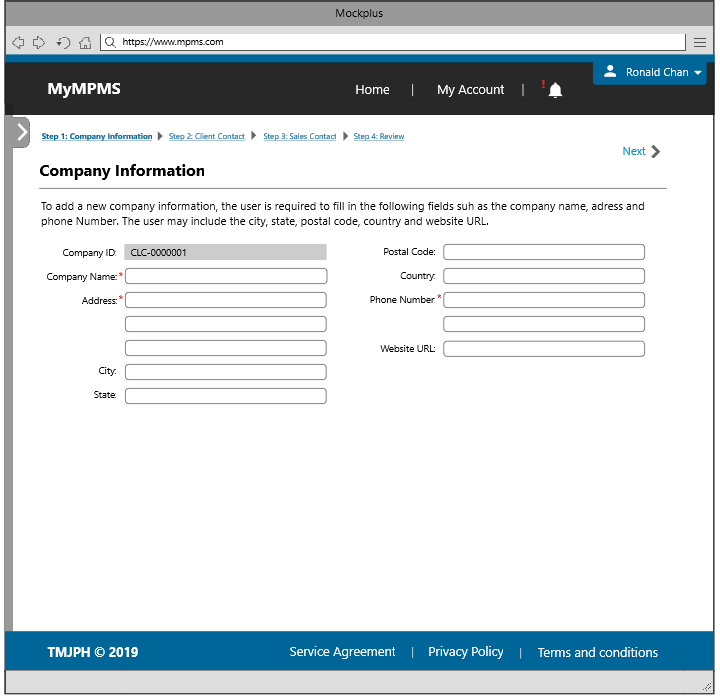 Mockplus
https://www.mpms.com
Ronald Chan
MyMPMS
Home | My Account | !
Step 1: Company Information Step 2: Client Contact Step 3: Sales Contact Step 4: Review
Next
Company Information
To add a new company information, the user is required to fill in the following fields suh as the company name, adress and
phone Number. The user may include the city, state, postal code, country and website URL.
Company ID: CLC-0000001
Company Name:*
Address:*
City:
State:
Postal Code:
Country:
Phone Number:*
Website URL:
TMJPH © 2019
Service Agreement | Privacy Policy | Terms and conditions